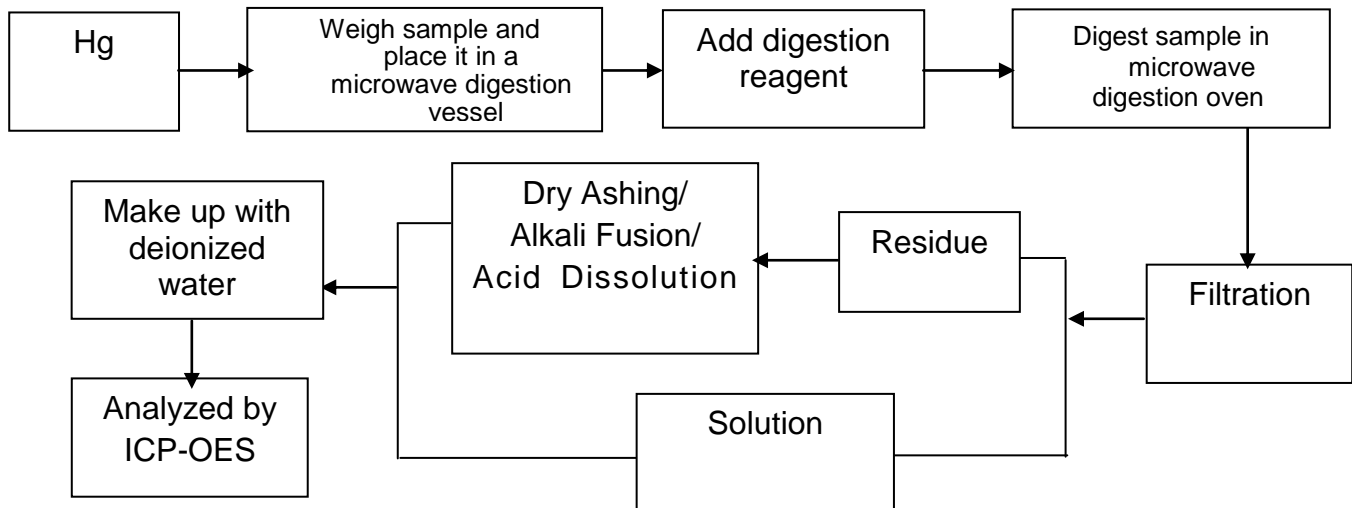 Hg
Weigh sample and
place it in a
microwave digestion
vessel
Add digestion
reagent
Digest sample in
microwave
digestion oven
Make up with
deionized
water
Dry Ashing/
Alkali Fusion/
Acid Dissolution
Residue
Filtration
Analyzed by
ICP-OES
Solution